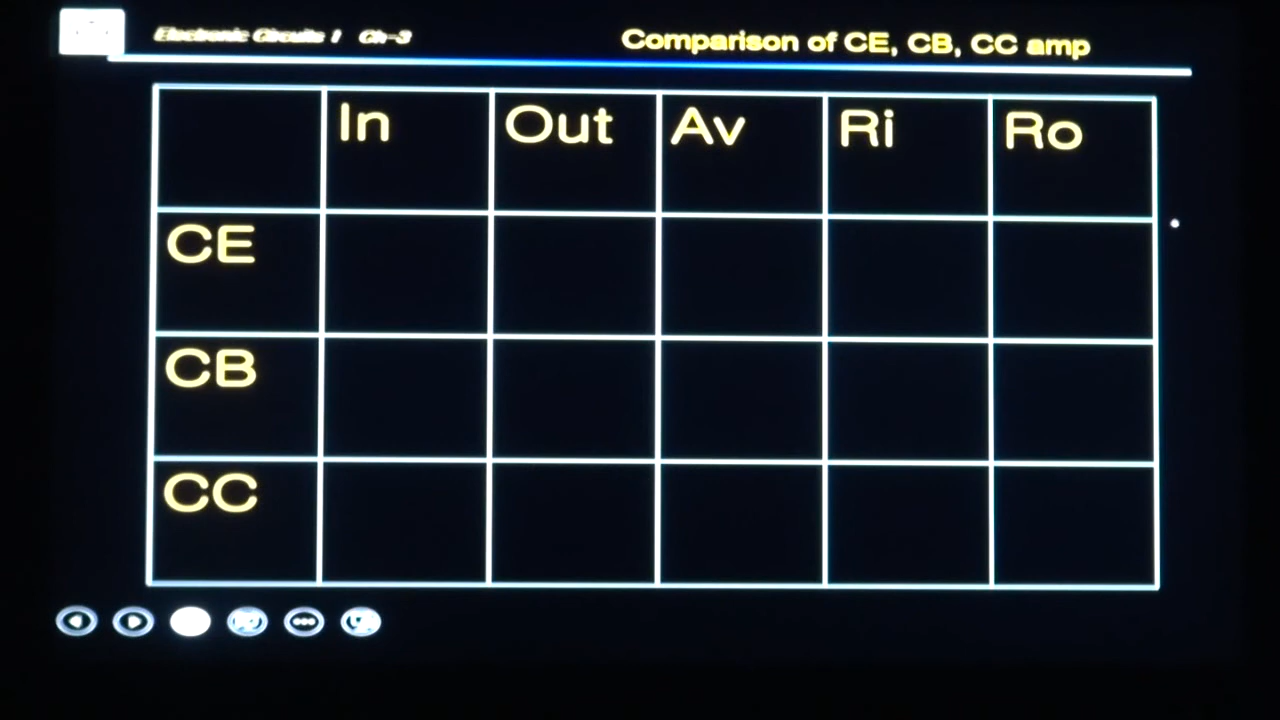 Electronic Circuits I Ch-3
Comparison of CE, CB, CC amp
In Out Av Ri Ro
CE
CB
CC